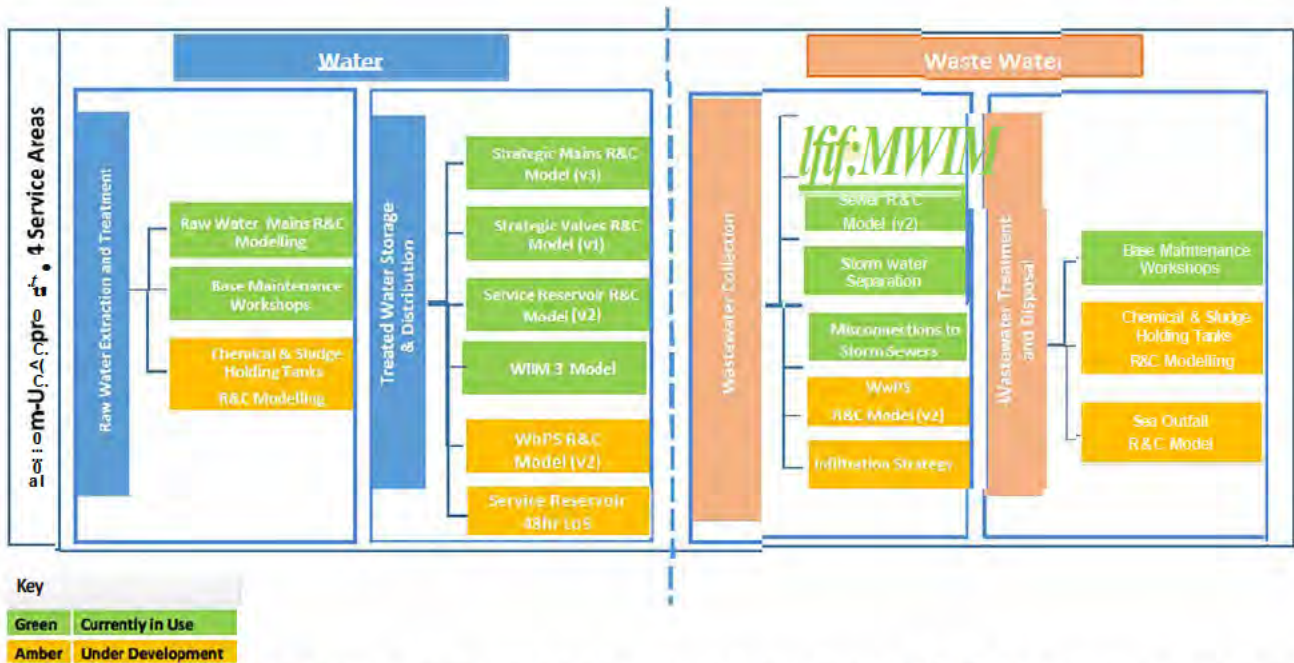 Water
Waste Water
4 Service Areas
Raw Water Extraction and Treatment
Raw Water Mains R&C
Modelling
Base Maintenance
Workshops
Chemical & Sludge
Holding Tanks
R&C Modelling
Treated Water Storage
& Distribution
Strategic Mains R&C
Model (v3)
Strategic Valves R&C
Model (v1)
Service Reservoir R&C
Model (v2)
WIIM 3 Model
WbPS R&C
Model (v2)
Service Reservoir
48hr LoS
Wastewater Collection
lftf:MWIM
Sewer R&C
Model (v2)
Storm water
Separation
Misconnections to
Storm Sewers
WwPS
R&C Model (v2)
Infiltration Strategy
Wastewater Treatment
and Disposal
Base Maintenance
Workshops
Chemical & Sludge
Holding Tanks
R&C Modelling
Sea Outfall
R&C Model
Key
Green Currently in Use
Amber Under Development